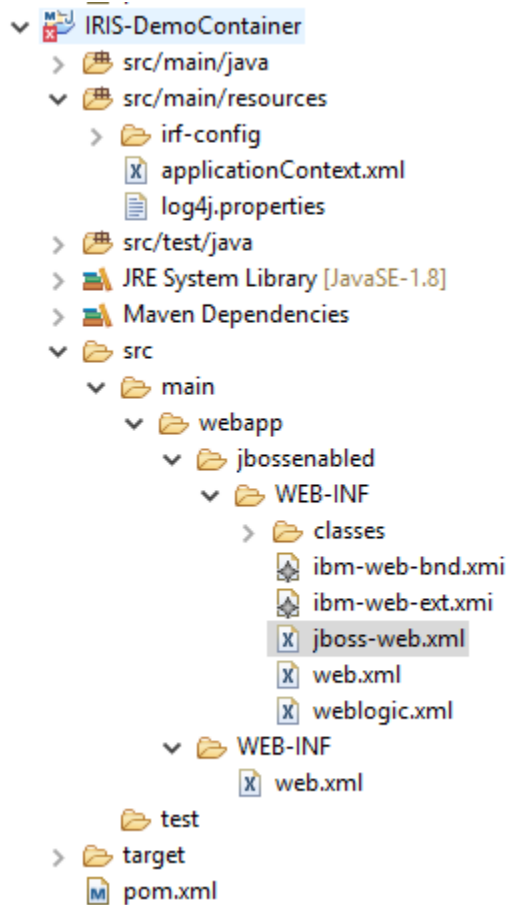 IRIS-DemoContainer
src/main/java
src/main/resources
irf-config
applicationContext.xml
log4j.properties
src/test/java
JRE System Library [JavaSE-1.8]
Maven Dependencies
src
main
webapp
jbossenabled
WEB-INF
classes
ibm-web-bnd.xmi
ibm-web-ext.xmi
jboss-web.xml
web.xml
weblogic.xml
WEB-INF
web.xml
test
target
pom.xml